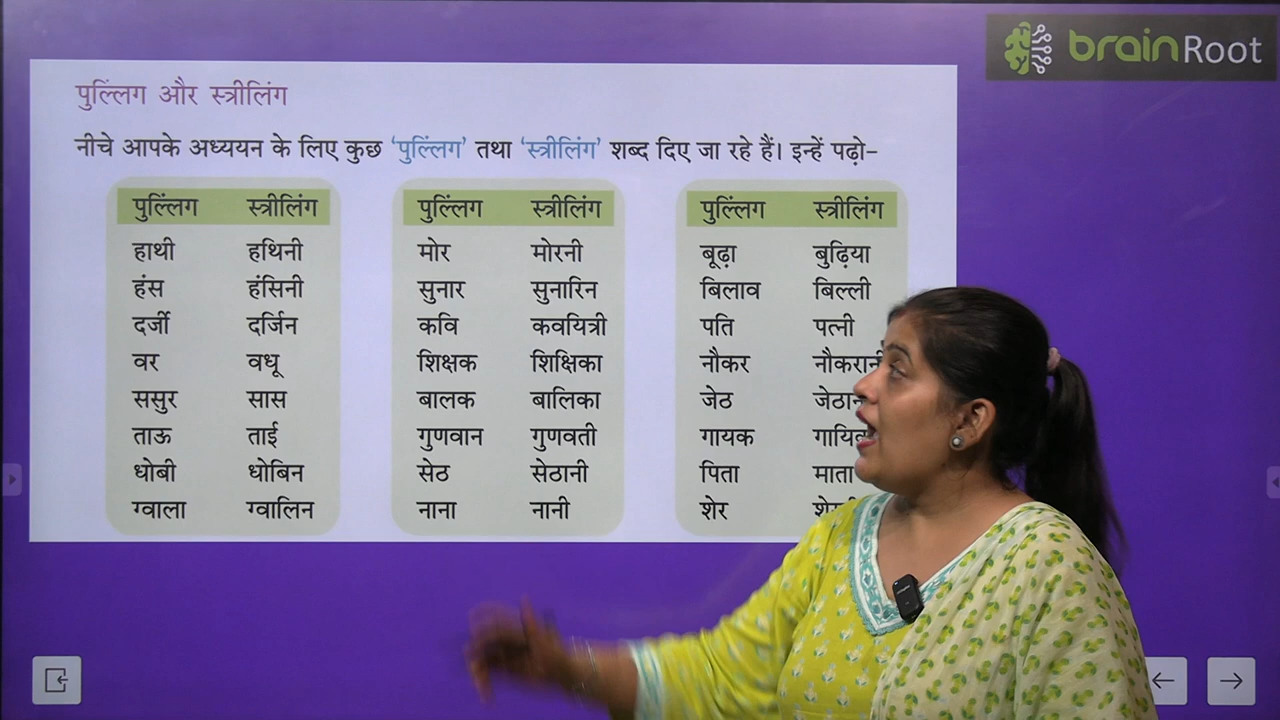 brainRoot
पुल्लिंग और स्त्रीलिंग
नीचे आपके अध्ययन के लिए कुछ ‘पुल्लिंग’ तथा ‘स्त्रीलिंग’ शब्द दिए जा रहे हैं। इन्हें पढ़ो–
पुल्लिंग स्त्रीलिंग
हाथी हथिनी
हंस हंसिनी
दर्जी दर्जिन
वर वधू
ससुर सास
ताऊ ताई
धोबी धोबिन
ग्वाला ग्वालिन
पुल्लिंग स्त्रीलिंग
मोर मोरनी
सुनार सुनारिन
कवि कवयित्री
शिक्षक शिक्षिका
बालक बालिका
गुणवान गुणवती
सेठ सेठानी
नाना नानी
पुल्लिंग स्त्रीलिंग
बूढ़ा बुढ़िया
बिलाव बिल्ली
पति पत्नी
नौकर नौकरानी
जेठ
गायक
पिता माता
शेर